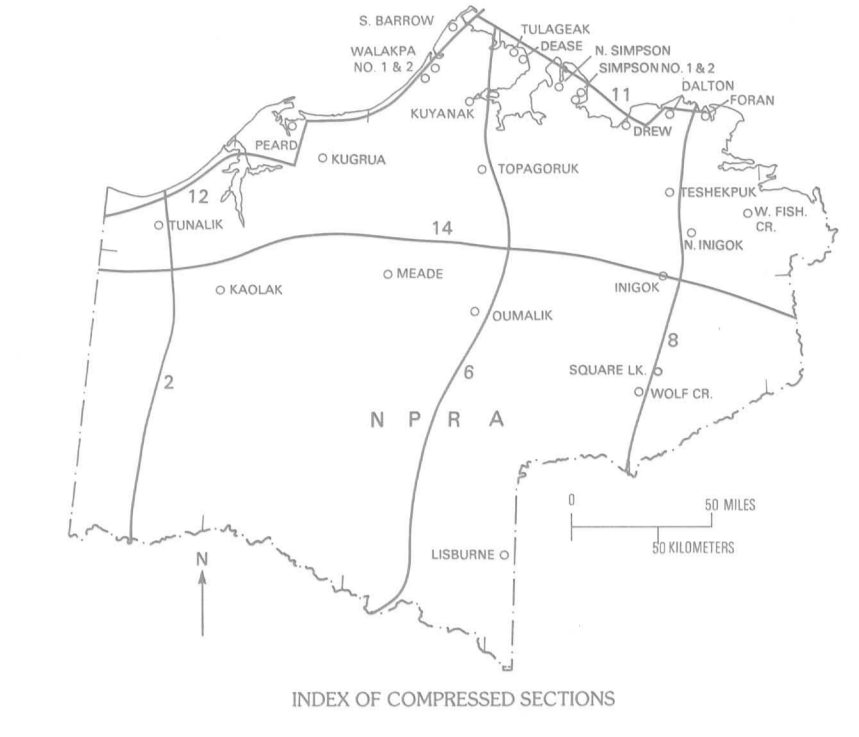 S. BARROW
TULAGEAK
DEASE
WALAKPA
NO. 1 & 2
N. SIMPSON
SIMPSON NO. 1 & 2
DALTON
FORAN
11
KUYANAK
DREW
PEARD
KUGRUA
TOPAGORUK
12
TESHEKPUK
TUNALIK
W. FISH.
CR.
14
N. INIGOK
MEADE
KAOLAK
INIGOK
OUMALIK
8
2
6
SQUARE LK.
WOLF CR.
N P R A
0
50 MILES
50 KILOMETERS
LISBURNE
N
INDEX OF COMPRESSED SECTIONS